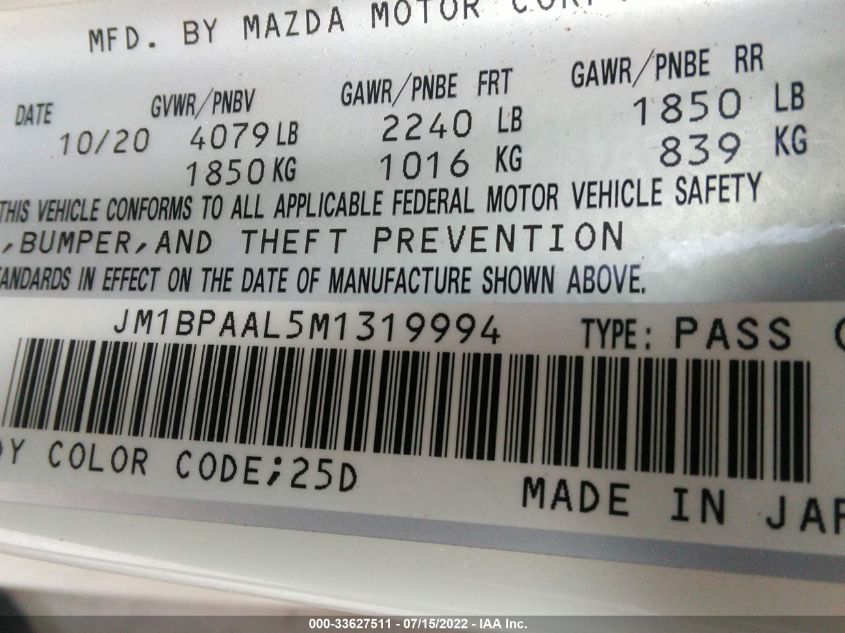 MFD. BY MAZDA MOTOR
DATE GVWR/PNBV GAWR/PNBE FRT GAWR/PNBE RR
10/20 4079 LB 2240 LB 1850 LB
1850 KG 1016 KG 839 KG
THIS VEHICLE CONFORMS TO ALL APPLICABLE FEDERAL MOTOR VEHICLE SAFETY
,BUMPER,AND THEFT PREVENTION
ANDARDS IN EFFECT ON THE DATE OF MANUFACTURE SHOWN ABOVE.
JM1BPAAL5M1319994 TYPE: PASS
DY COLOR CODE;25D
MADE IN JAP
000-33627511 - 07/15/2022 - IAA Inc.